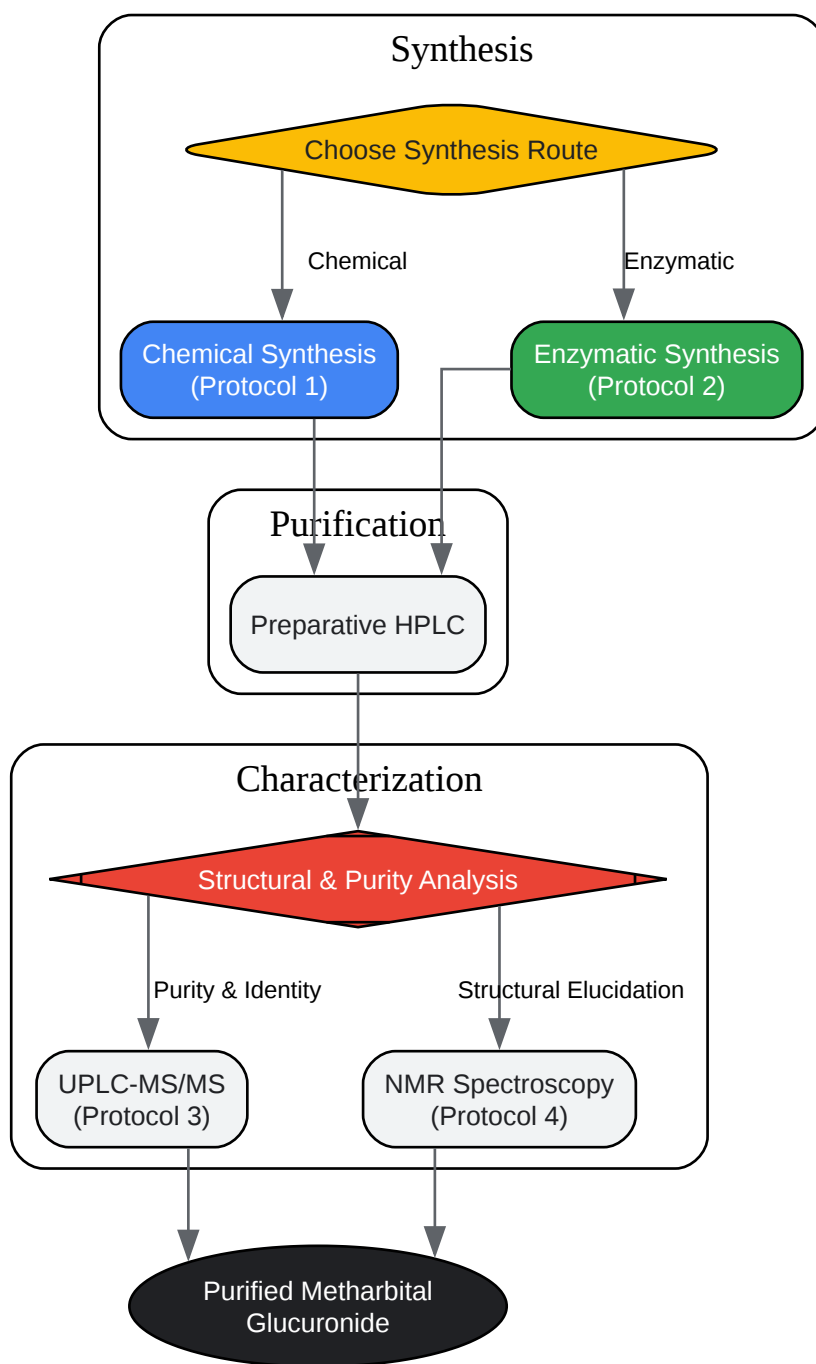 Synthesis
Choose Synthesis Route
Chemical
Enzymatic
Chemical Synthesis
(Protocol 1)
Enzymatic Synthesis
(Protocol 2)
Purification
Preparative HPLC
Characterization
Structural & Purity Analysis
Purity & Identity
Structural Elucidation
UPLC-MS/MS
(Protocol 3)
NMR Spectroscopy
(Protocol 4)
Purified Metharbital
Glucuronide